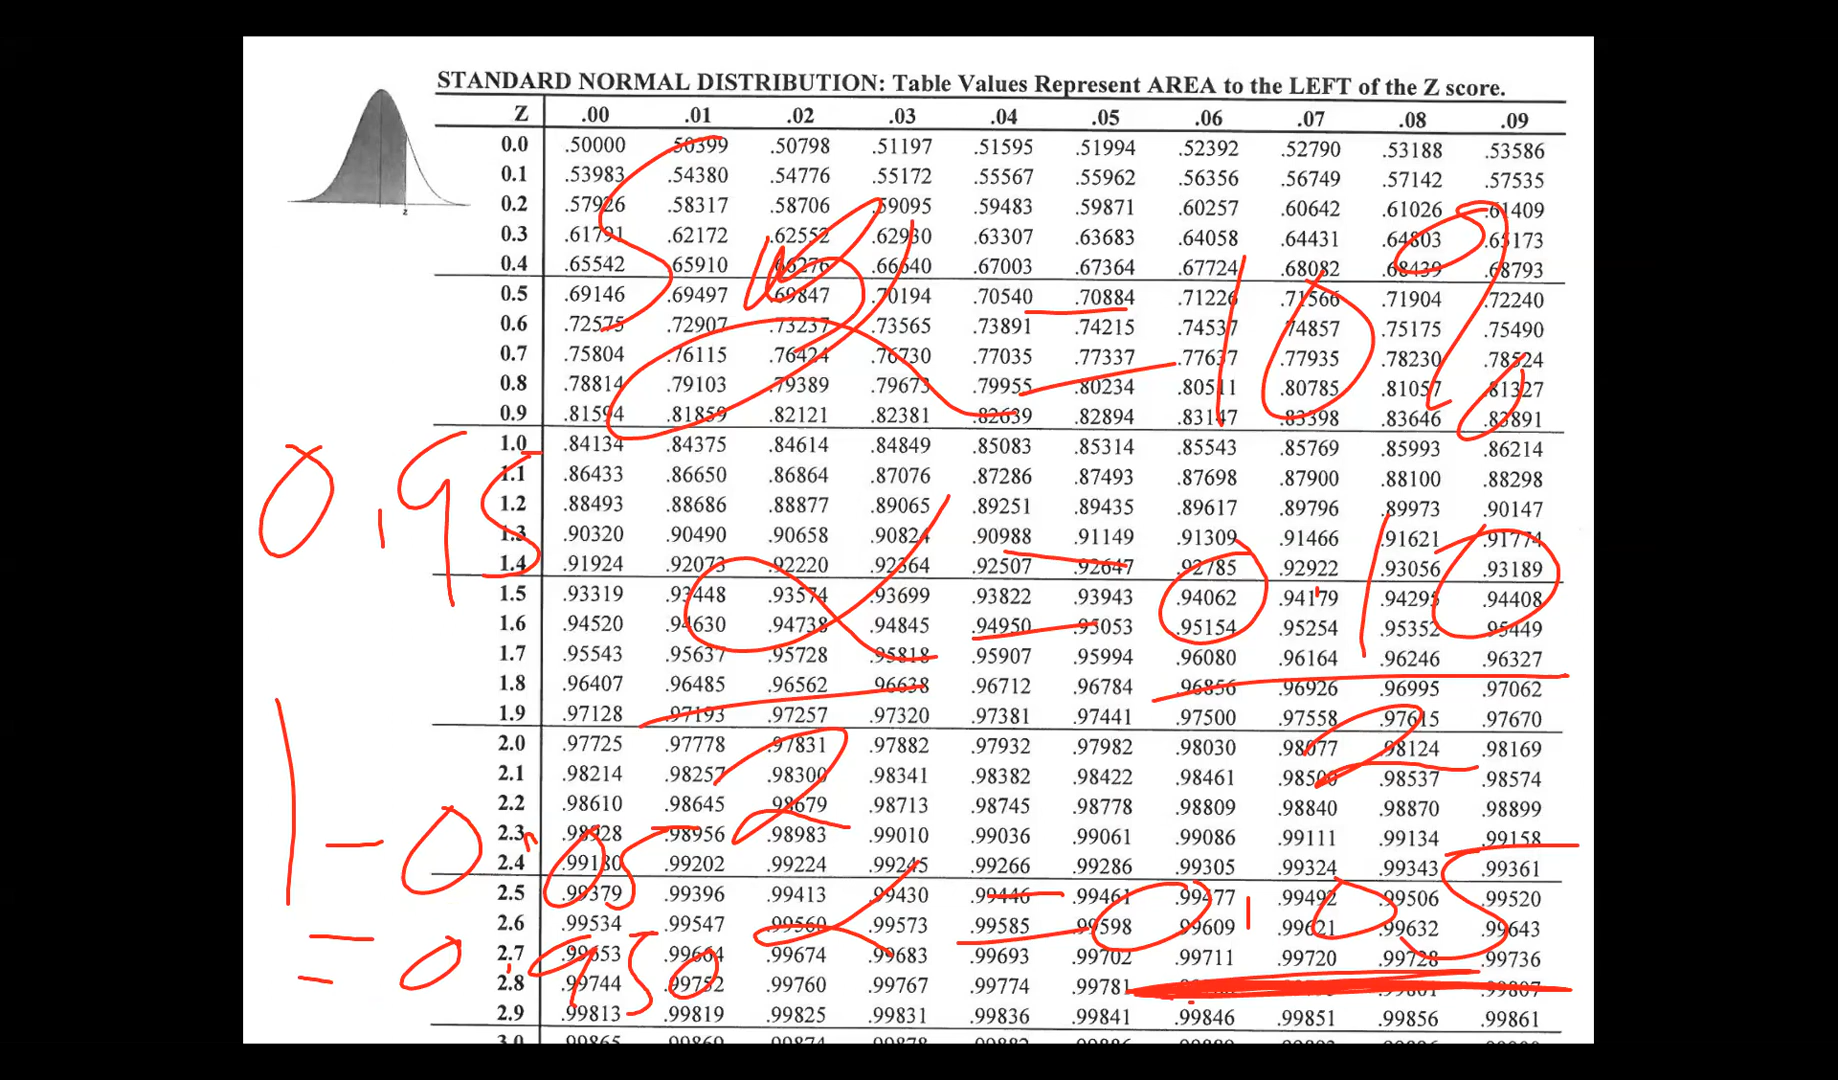 STANDARD NORMAL DISTRIBUTION: Table Values Represent AREA to the LEFT of the Z score.
Z .00 .01 .02 .03 .04 .05 .06 .07 .08 .09
0.0 .50000 .50399 .50798 .51197 .51595 .51994 .52392 .52790 .53188 .53586
0.1 .53983 .54380 .54776 .55172 .55567 .55962 .56356 .56749 .57142 .57535
0.2 .57926 .58317 .58706 .59095 .59483 .59871 .60257 .60642 .61026 .61409
0.3 .61791 .62172 .62552 .62930 .63307 .63683 .64058 .64431 .64803 .65173
0.4 .65542 .65910 .66276 .66640 .67003 .67364 .67724 .68082 .68439 .68793
0.5 .69146 .69497 .69847 .70194 .70540 .70884 .71226 .71566 .71904 .72240
0.6 .72575 .72907 .73237 .73565 .73891 .74215 .74537 .74857 .75175 .75490
0.7 .75804 .76115 .76424 .76730 .77035 .77337 .77637 .77935 .78230 .78524
0.8 .78814 .79103 .79389 .79673 .79955 .80234 .80511 .80785 .81057 .81327
0.9 .81594 .81859 .82121 .82381 .82639 .82894 .83147 .83398 .83646 .83891
1.0 .84134 .84375 .84614 .84849 .85083 .85314 .85543 .85769 .85993 .86214
1.1 .86433 .86650 .86864 .87076 .87286 .87493 .87698 .87900 .88100 .88298
1.2 .88493 .88686 .88877 .89065 .89251 .89435 .89617 .89796 .89973 .90147
1.3 .90320 .90490 .90658 .90824 .90988 .91149 .91309 .91466 .91621 .91774
1.4 .91924 .92073 .92220 .92364 .92507 .92647 .92785 .92922 .93056 .93189
1.5 .93319 .93448 .93574 .93699 .93822 .93943 .94062 .94179 .94295 .94408
1.6 .94520 .94630 .94738 .94845 .94950 .95053 .95154 .95254 .95352 .95449
1.7 .95543 .95637 .95728 .95818 .95907 .95994 .96080 .96164 .96246 .96327
1.8 .96407 .96485 .96562 .96638 .96712 .96784 .96856 .96926 .96995 .97062
1.9 .97128 .97193 .97257 .97320 .97381 .97441 .97500 .97558 .97615 .97670
2.0 .97725 .97778 .97831 .97882 .97932 .97982 .98030 .98077 .98124 .98169
2.1 .98214 .98257 .98300 .98341 .98382 .98422 .98461 .98500 .98537 .98574
2.2 .98610 .98645 .98679 .98713 .98745 .98778 .98809 .98840 .98870 .98899
2.3 .98928 .98956 .98983 .99010 .99036 .99061 .99086 .99111 .99134 .99158
2.4 .99180 .99202 .99224 .99245 .99266 .99286 .99305 .99324 .99343 .99361
2.5 .99379 .99396 .99413 .99430 .99446 .99461 .99477 .99492 .99506 .99520
2.6 .99534 .99547 .99560 .99573 .99585 .99598 .99609 .99621 .99632 .99643
2.7 .99653 .99664 .99674 .99683 .99693 .99702 .99711 .99720 .99728 .99736
2.8 .99744 .99752 .99760 .99767 .99774 .99781 .99801 .99807
2.9 .99813 .99819 .99825 .99831 .99836 .99841 .99846 .99851 .99856 .99861
z
α = 10%
0.95
α = 0.10
2 2
1-0.05
α = 0.05
= 0.950